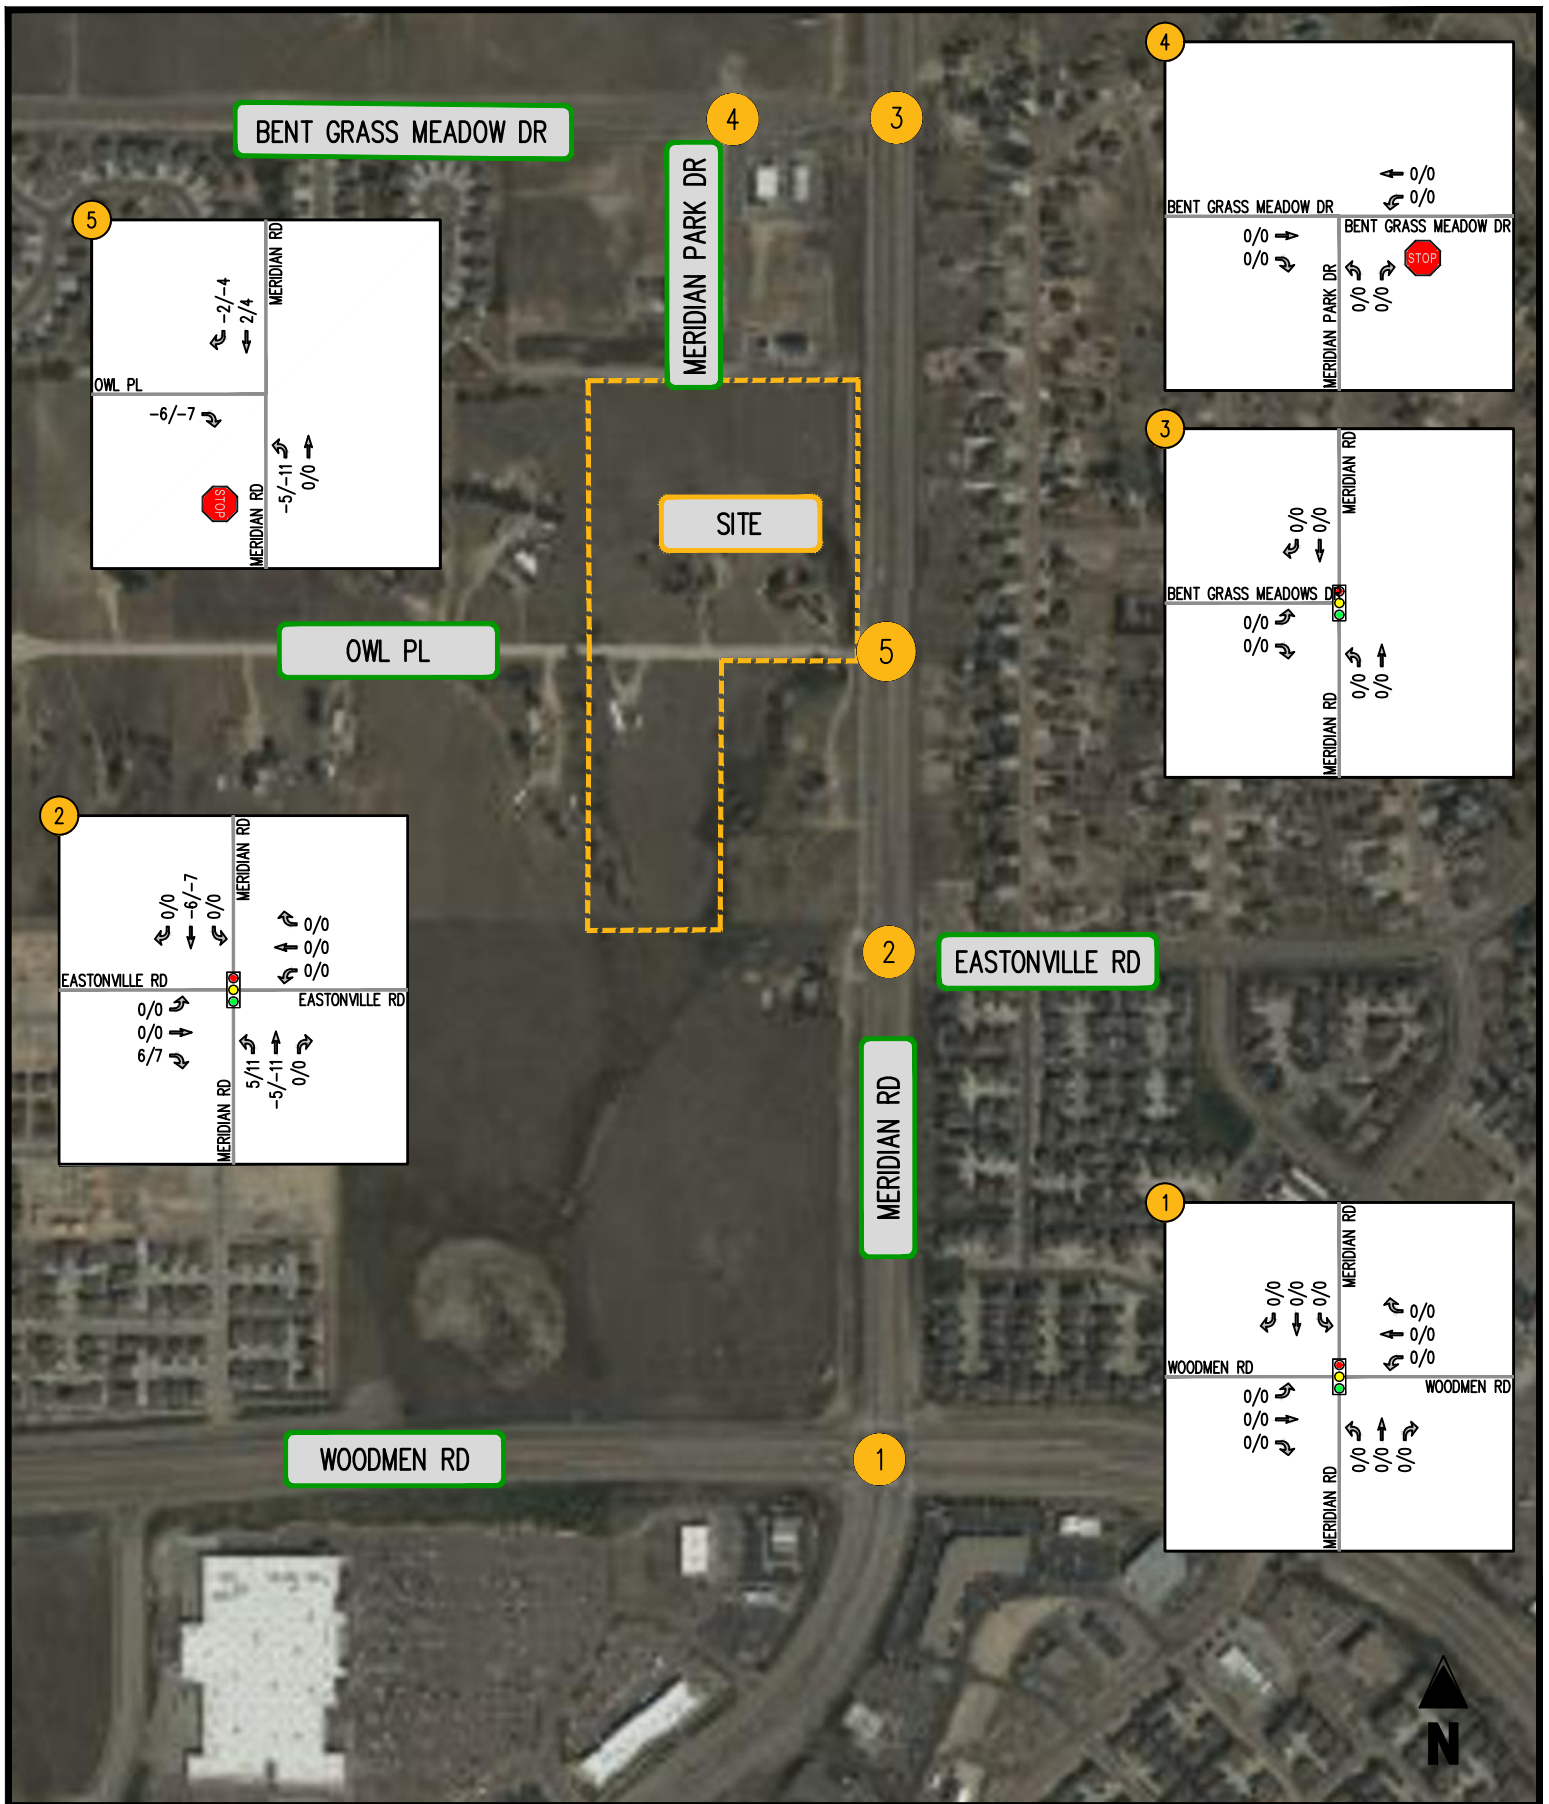 BENT GRASS MEADOW DR
4
3
MERIDIAN PARK DR
SITE
OWL PL
5
2
EASTONVILLE RD
MERIDIAN RD
WOODMEN RD
1
N
4
BENT GRASS MEADOW DR
BENT GRASS MEADOW DR
MERIDIAN PARK DR
0/0
0/0
0/0
0/0
0/0
0/0
STOP
5
MERIDIAN RD
-2/-4
2/4
OWL PL
-6/-7
-5/-11
0/0
STOP
MERIDIAN RD
3
MERIDIAN RD
0/0
0/0
BENT GRASS MEADOWS DR
0/0
0/0
0/0
0/0
MERIDIAN RD
2
MERIDIAN RD
0/0
-6/-7
0/0
0/0
0/0
0/0
EASTONVILLE RD
EASTONVILLE RD
0/0
0/0
6/7
5/11
-5/-11
0/0
MERIDIAN RD
1
MERIDIAN RD
0/0
0/0
0/0
0/0
0/0
0/0
WOODMEN RD
WOODMEN RD
0/0
0/0
0/0
0/0
0/0
0/0
MERIDIAN RD